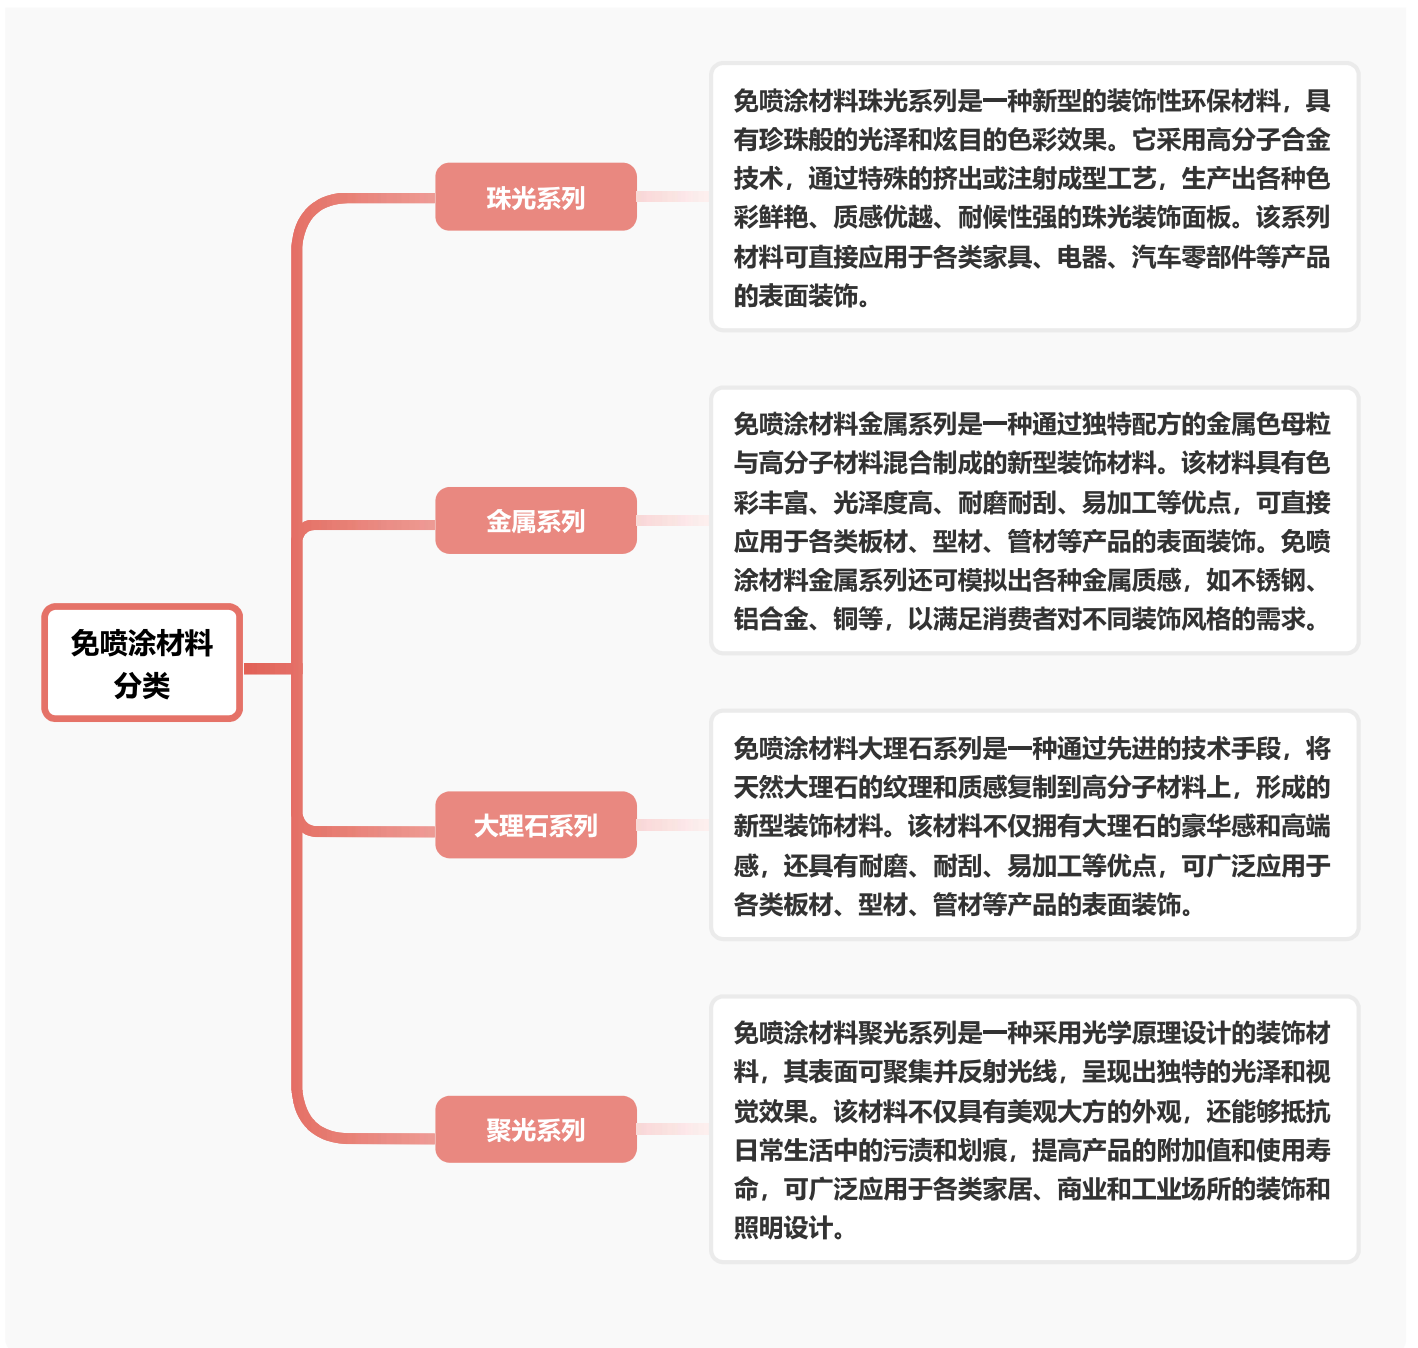 免喷涂材料
分类
珠光系列
免喷涂材料珠光系列是一种新型的装饰性环保材料，具
有珍珠般的光泽和炫目的色彩效果。它采用高分子合金
技术，通过特殊的挤出或注射成型工艺，生产出各种色
彩鲜艳、质感优越、耐候性强的珠光装饰面板。该系列
材料可直接应用于各类家具、电器、汽车零部件等产品
的表面装饰。
金属系列
免喷涂材料金属系列是一种通过独特配方的金属色母粒
与高分子材料混合制成的新型装饰材料。该材料具有色
彩丰富、光泽度高、耐磨耐刮、易加工等优点，可直接
应用于各类板材、型材、管材等产品的表面装饰。免喷
涂材料金属系列还可模拟出各种金属质感，如不锈钢、
铝合金、铜等，以满足消费者对不同装饰风格的需求。
大理石系列
免喷涂材料大理石系列是一种通过先进的技术手段，将
天然大理石的纹理和质感复制到高分子材料上，形成的
新型装饰材料。该材料不仅拥有大理石的豪华感和高端
感，还具有耐磨、耐刮、易加工等优点，可广泛应用于
各类板材、型材、管材等产品的表面装饰。
聚光系列
免喷涂材料聚光系列是一种采用光学原理设计的装饰材
料，其表面可聚集并反射光线，呈现出独特的光泽和视
觉效果。该材料不仅具有美观大方的外观，还能够抵抗
日常生活中的污渍和划痕，提高产品的附加值和使用寿
命，可广泛应用于各类家居、商业和工业场所的装饰和
照明设计。